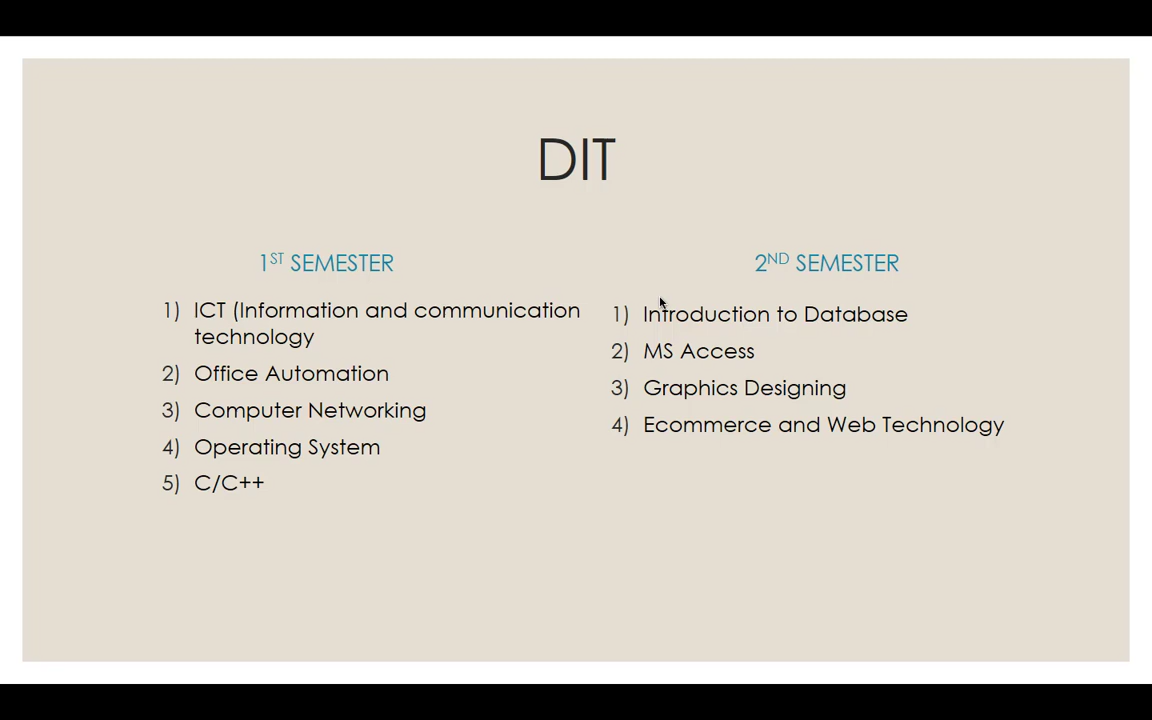 DIT
1ST SEMESTER
1) ICT (Information and communication
technology
2) Office Automation
3) Computer Networking
4) Operating System
5) C/C++
2ND SEMESTER
1) Introduction to Database
2) MS Access
3) Graphics Designing
4) Ecommerce and Web Technology